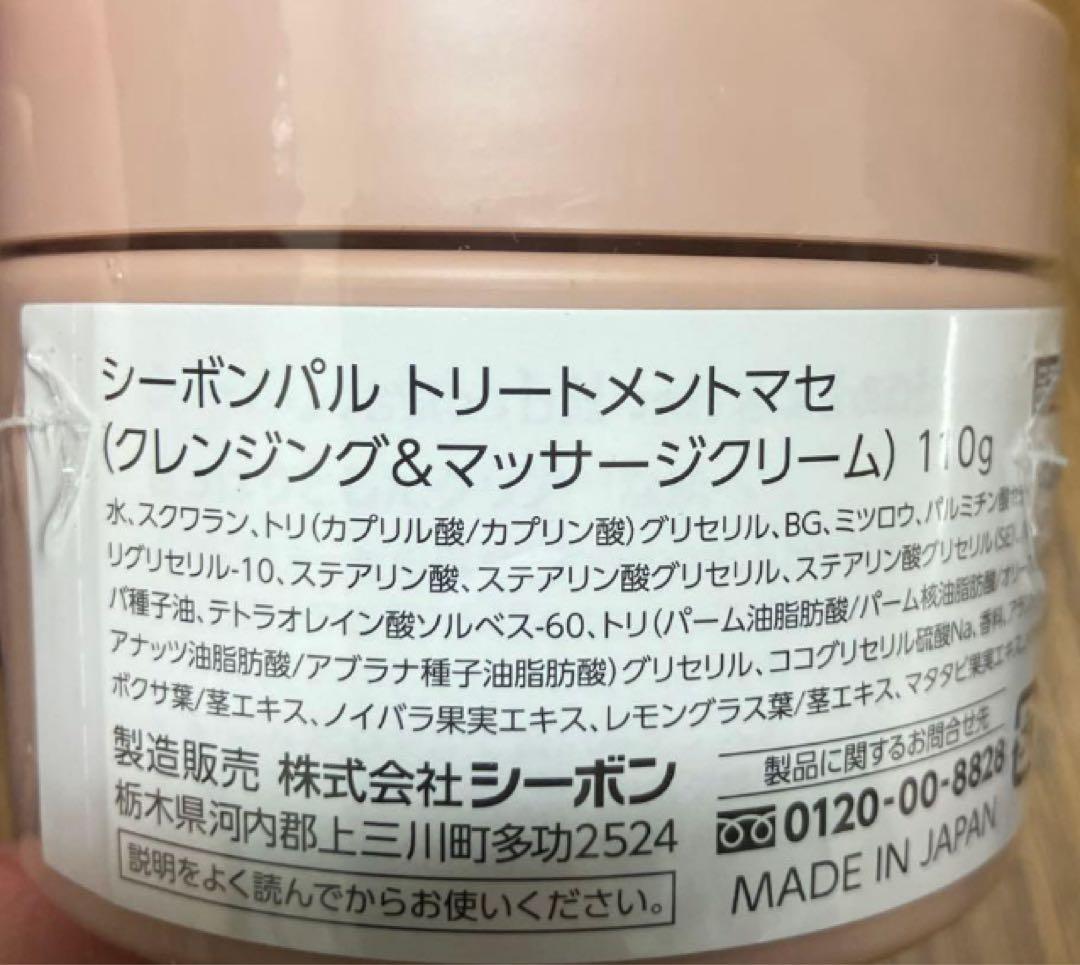 シーボンパル トリートメントマセ
(クレンジング&マッサージクリーム) 110g
水、スクワラン、トリ(カプリル酸/カプリン酸)グリセリル、BG、ミツロウ、パルミチン酸セ
リグリセリル-10、ステアリン酸、ステアリン酸グリセリル、ステアリン酸グリセリル(SE)、
バ種子油、テトラオレイン酸ソルベス-60、トリ(パーム油脂肪酸/パーム核油脂肪酸/オリー
アナッツ油脂肪酸/アブラナ種子油脂肪酸)グリセリル、ココグリセリル硫酸Na、香料、アラ
ボクサ葉/茎エキス、ノイバラ果実エキス、レモングラス葉/茎エキス、マタタビ果実エキス、
製造販売 株式会社シーボン
栃木県河内郡上三川町多功2524
説明をよく読んでからお使いください。
製品に関するお問合せ先
0120-00-8828
MADE IN JAPAN